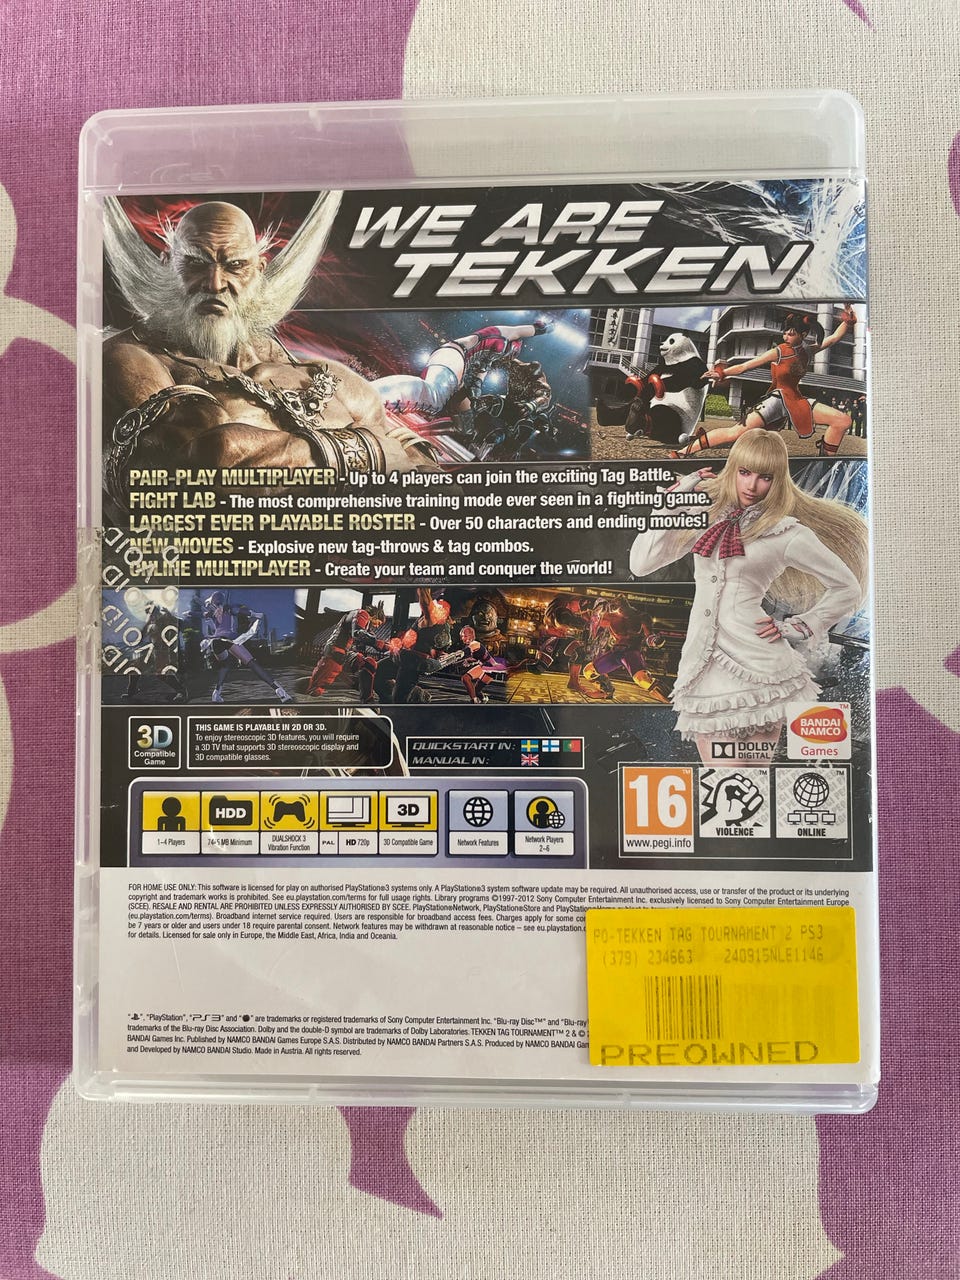 WE ARE
TEKKEN
PAIR-PLAY MULTIPLAYER - Up to 4 players can join the exciting Tag Battle.
FIGHT LAB - The most comprehensive training mode ever seen in a fighting game.
LARGEST EVER PLAYABLE ROSTER - Over 50 characters and ending movies!
NEW MOVES - Explosive new tag-throws & tag combos.
ONLINE MULTIPLAYER - Create your team and conquer the world!
VOID
VOID
3D
Compatible
Game
THIS GAME IS PLAYABLE IN 2D OR 3D.
To enjoy stereoscopic 3D features, you will require
a 3D TV that supports 3D stereoscopic display and
3D compatible glasses.
QUICKSTART IN:
MANUAL IN:
DOLBY
DIGITAL
BANDAI
NAMCO
Games
TM
1-4 Players
HDD
MB Minimum
DUALSHOCK 3
Vibration Function
PAL
HD 720p
3D
3D Compatible Game
Network Features
Network Players
2-6
16
www.pegi.info
VIOLENCE
ONLINE
FOR HOME USE ONLY: This software is licensed for play on authorised PlayStation®3 systems only. A PlayStation®3 system software update may be required. All unauthorised access, use or transfer of the product or its underlying
copyright and trademark works is prohibited. See eu.playstation.com/terms for full usage rights. Library programs ©1997-2012 Sony Computer Entertainment Inc. exclusively licensed to Sony Computer Entertainment Europe
(SCEE). RESALE AND RENTAL ARE PROHIBITED UNLESS EXPRESSLY AUTHORISED BY SCEE. PlayStation®Network, PlayStation®Store and PlayStation®Home subject to terms of
(eu.playstation.com/terms). Broadband internet service required. Users are responsible for broadband access fees. Charges apply for some
be 7 years or older and users under 18 require parental consent. Network features may be withdrawn at reasonable notice – see eu.playstation.
for details. Licensed for sale only in Europe, the Middle East, Africa, India and Oceania.
PO-TEKKEN TAG TOURNAMENT 2 PS3
(379) 234663 240915NLE1146
PREOWNED
"PlayStation", "PS3" and are trademarks or registered trademarks of Sony Computer Entertainment Inc. "Blu-ray Disc™" and "Blu-ray
trademarks of the Blu-ray Disc Association. Dolby and the double-D symbol are trademarks of Dolby Laboratories. TEKKEN TAG TOURNAMENT™ 2 & ©
BANDAI Games Inc. Published by NAMCO BANDAI Games Europe S.A.S. Distributed by NAMCO BANDAI Partners S.A.S. Produced by NAMCO BANDAI
and Developed by NAMCO BANDAI Studio. Made in Austria. All rights reserved.